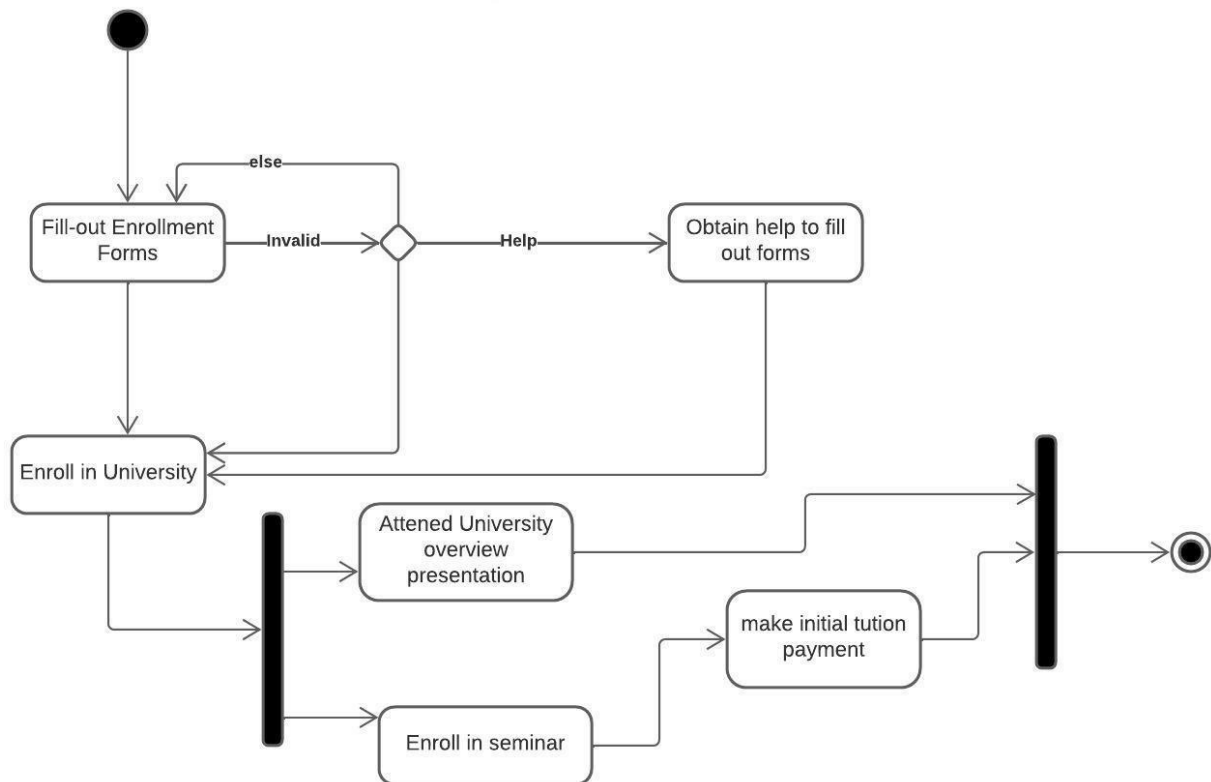 else
Fill-out Enrollment
Forms
Invalid
Help
Obtain help to fill
out forms
Enroll in University
Attened University
overview
presentation
make initial tution
payment
Enroll in seminar